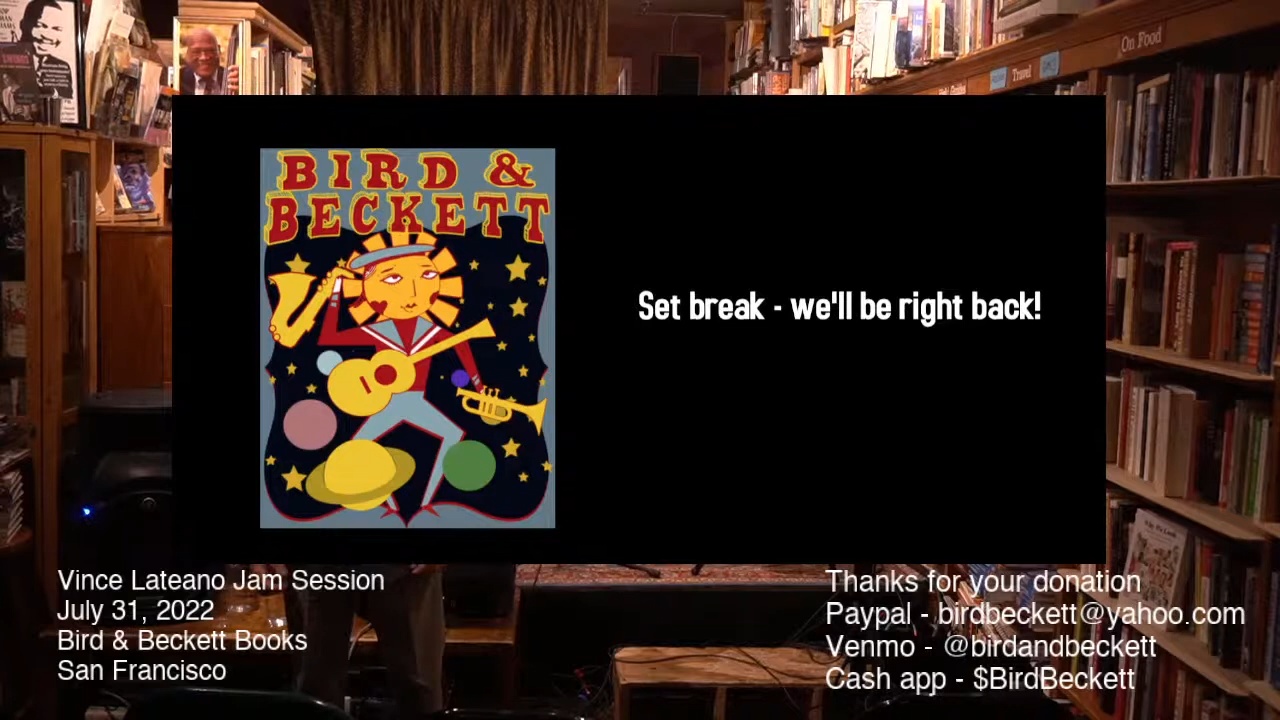 On Food
Travel
BIRD &
BECKETT
Set break - we'll be right back!
Vince Lateano Jam Session
July 31, 2022
Bird & Beckett Books
San Francisco
Thanks for your donation
Paypal - birdbeckett@yahoo.com
Venmo - @birdandbeckett
Cash app - $BirdBeckett